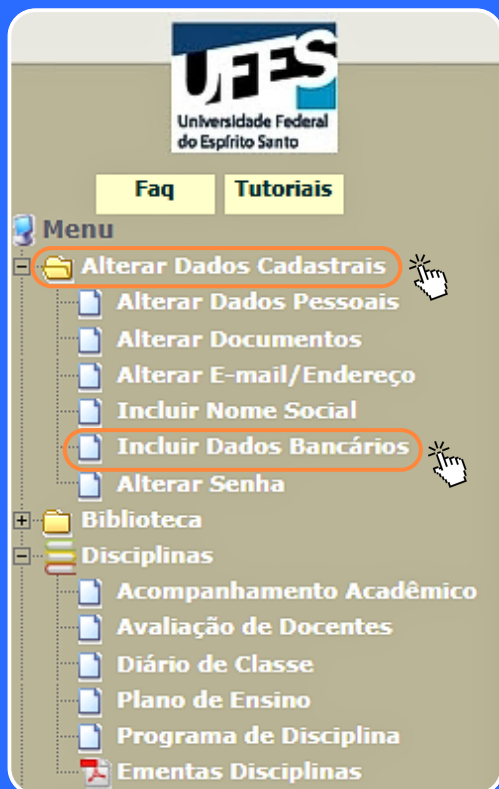 UFES
Universidade Federal
do Espírito Santo
Faq Tutoriais
Menu
Alterar Dados Cadastrais
Alterar Dados Pessoais
Alterar Documentos
Alterar E-mail/Endereço
Incluir Nome Social
Incluir Dados Bancários
Alterar Senha
Biblioteca
Disciplinas
Acompanhamento Acadêmico
Avaliação de Docentes
Diário de Classe
Plano de Ensino
Programa de Disciplina
Ementas Disciplinas